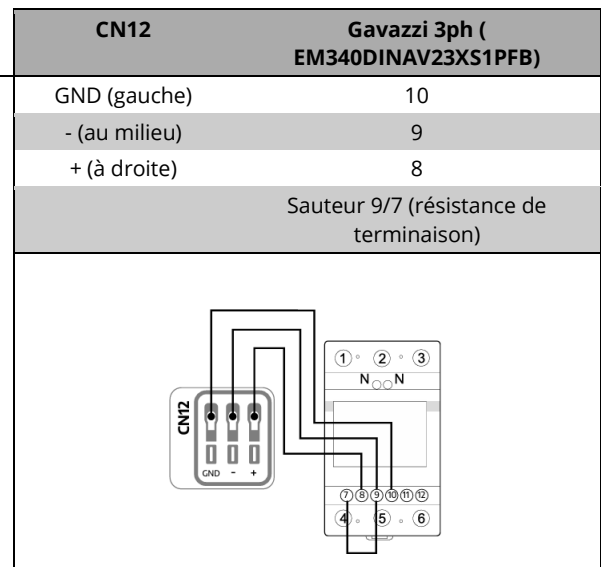 CN12 Gavazzi 3ph (
EM340DINAV23XS1PFB)
GND (gauche) 10
- (au milieu) 9
+ (à droite) 8
Sauteur 9/7 (résistance de
terminaison)
1 2 3
N N
CN12
GND - +
7 8 9 10 11 12
4 5 6